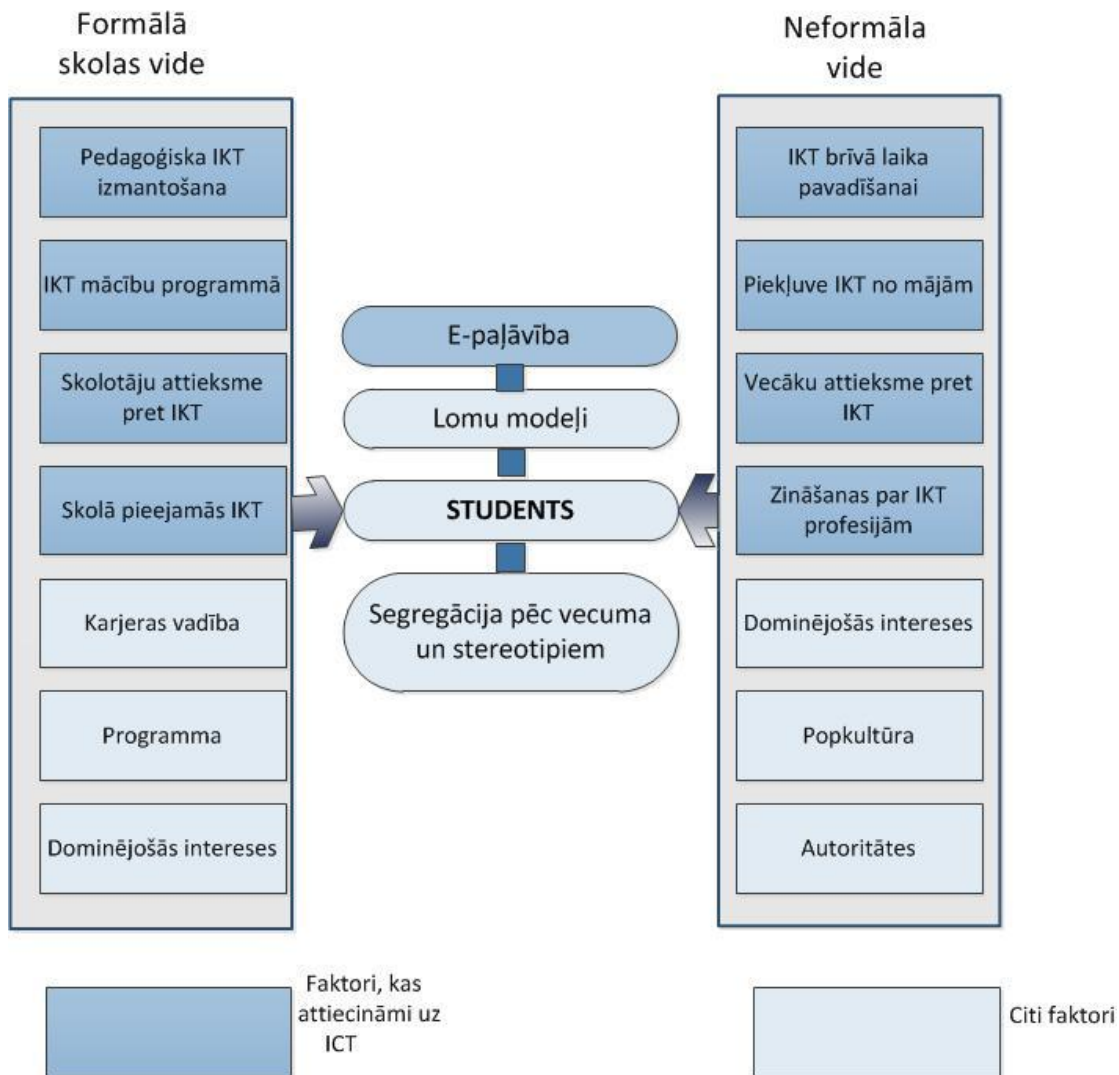 Formālā
skolas vide
Pedagoģiska IKT
izmantošana
IKT mācību programmā
Skolotāju attieksme
pret IKT
Skolā pieejamās IKT
Karjeras vadība
Programma
Dominējošās intereses
E-paļāvība
Lomu modeļi
STUDENTS
Segregācija pēc vecuma
un stereotipiem
Neformāla
vide
IKT brīvā laika
pavadīšanai
Piekļuve IKT no mājām
Vecāku attieksme pret
IKT
Zināšanas par IKT
profesijām
Dominējošās intereses
Popkultūra
Autoritātes
Faktori, kas
attiecināmi uz
ICT
Citi faktori